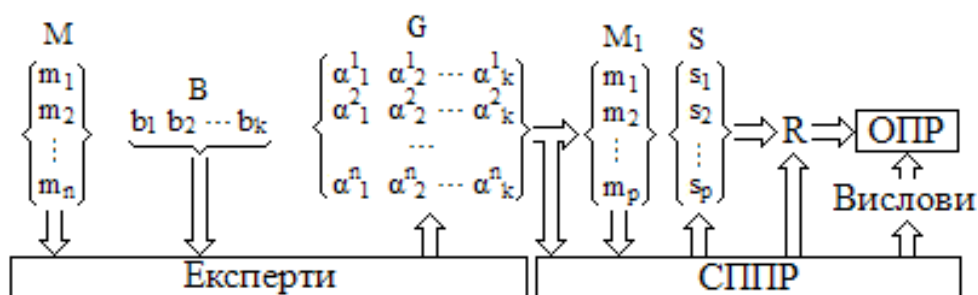 M B G M₁ S
m₁ α¹₁ α¹₂ ··· α¹ₖ m₁ s₁
m₂ b₁ b₂ ··· bₖ α²₁ α²₂ ··· α²ₖ m₂ s₂ R ОПР
⋮ ... ⋮ ⋮
mₙ αⁿ₁ αⁿ₂ ··· αⁿₖ mₚ sₚ Вислови
Експерти СППР